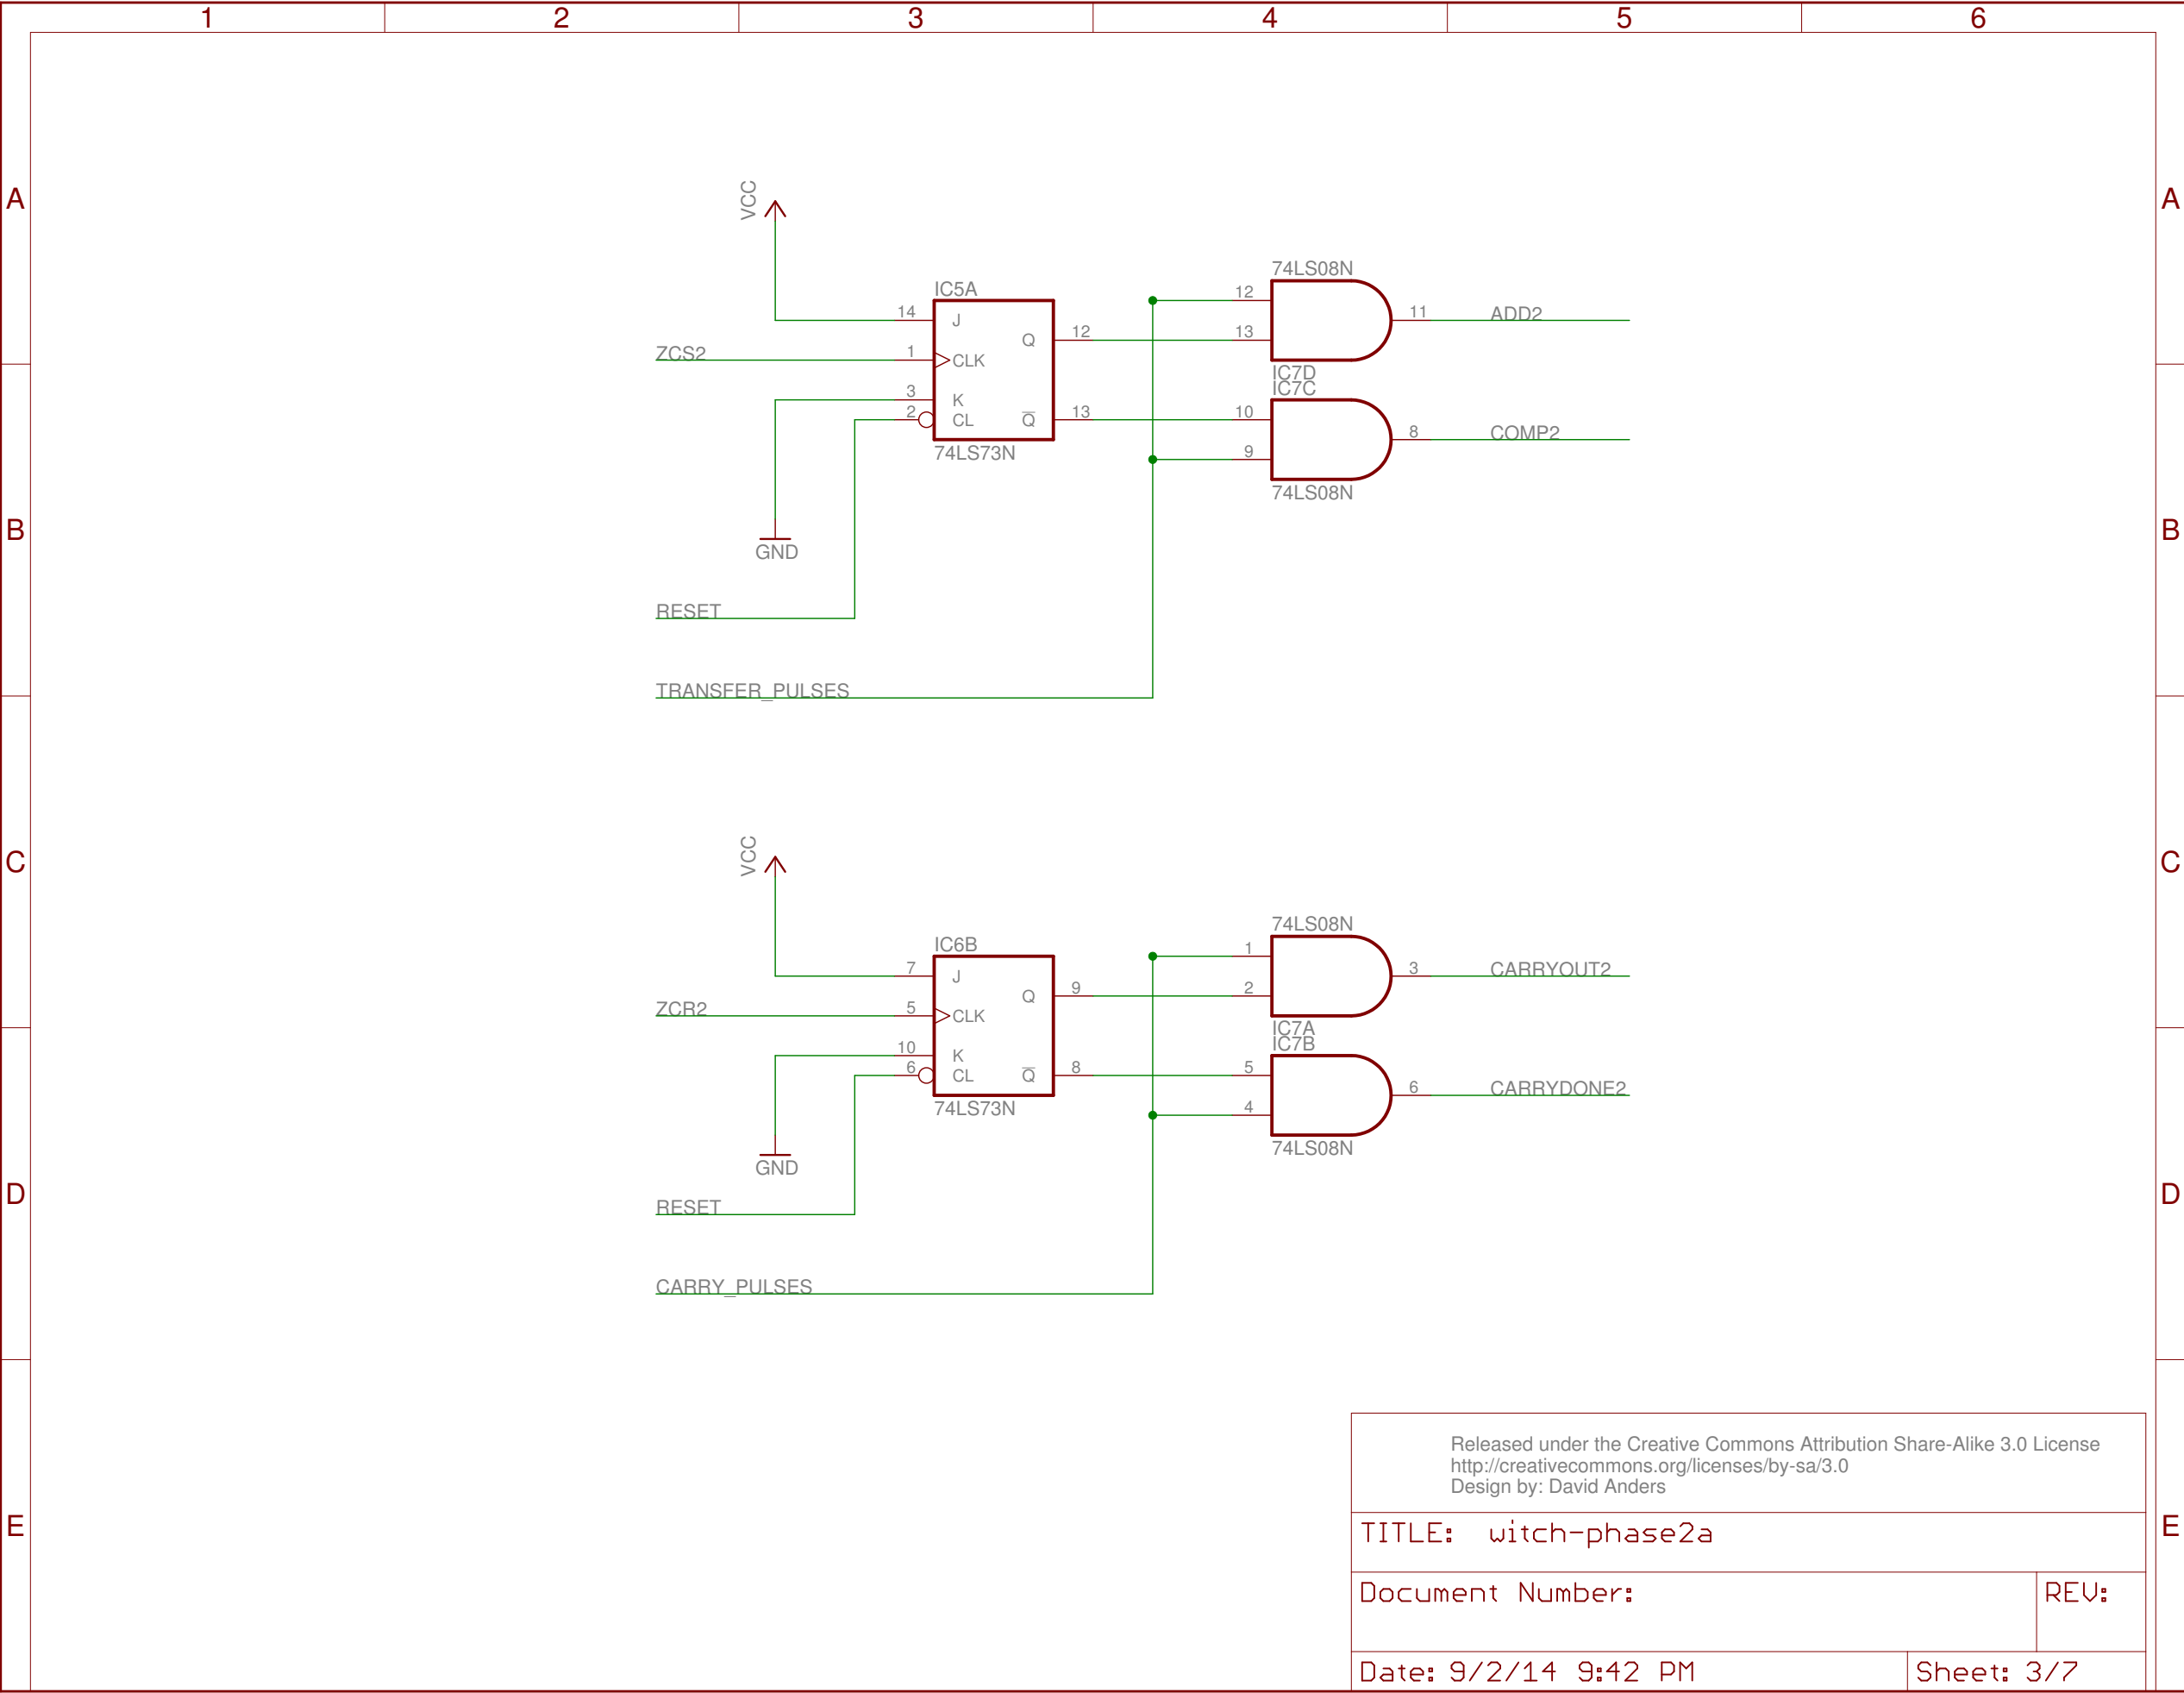 1 2 3 4 5 6
A A
VCC
74LS08N
IC5A
14 J
12
11 ADD2
Q 12
13
ZCS2 1 CLK
IC7D
IC7C
3 K
2 CL
Q 13
10
8 COMP2
9
74LS73N
74LS08N
B B
GND
RESET
TRANSFER_PULSES
C C
VCC
74LS08N
IC6B
1
7 J
3 CARRYOUT2
Q 9
2
ZCR2 5 CLK
IC7A
IC7B
10 K
6 CL
Q 8
5
6 CARRYDONE2
4
74LS73N
74LS08N
GND
D D
RESET
CARRY_PULSES
Released under the Creative Commons Attribution Share-Alike 3.0 License
http://creativecommons.org/licenses/by-sa/3.0
Design by: David Anders
E E
TITLE: witch-phase2a
Document Number:
REV:
Date: 9/2/14 9:42 PM
Sheet: 3/7